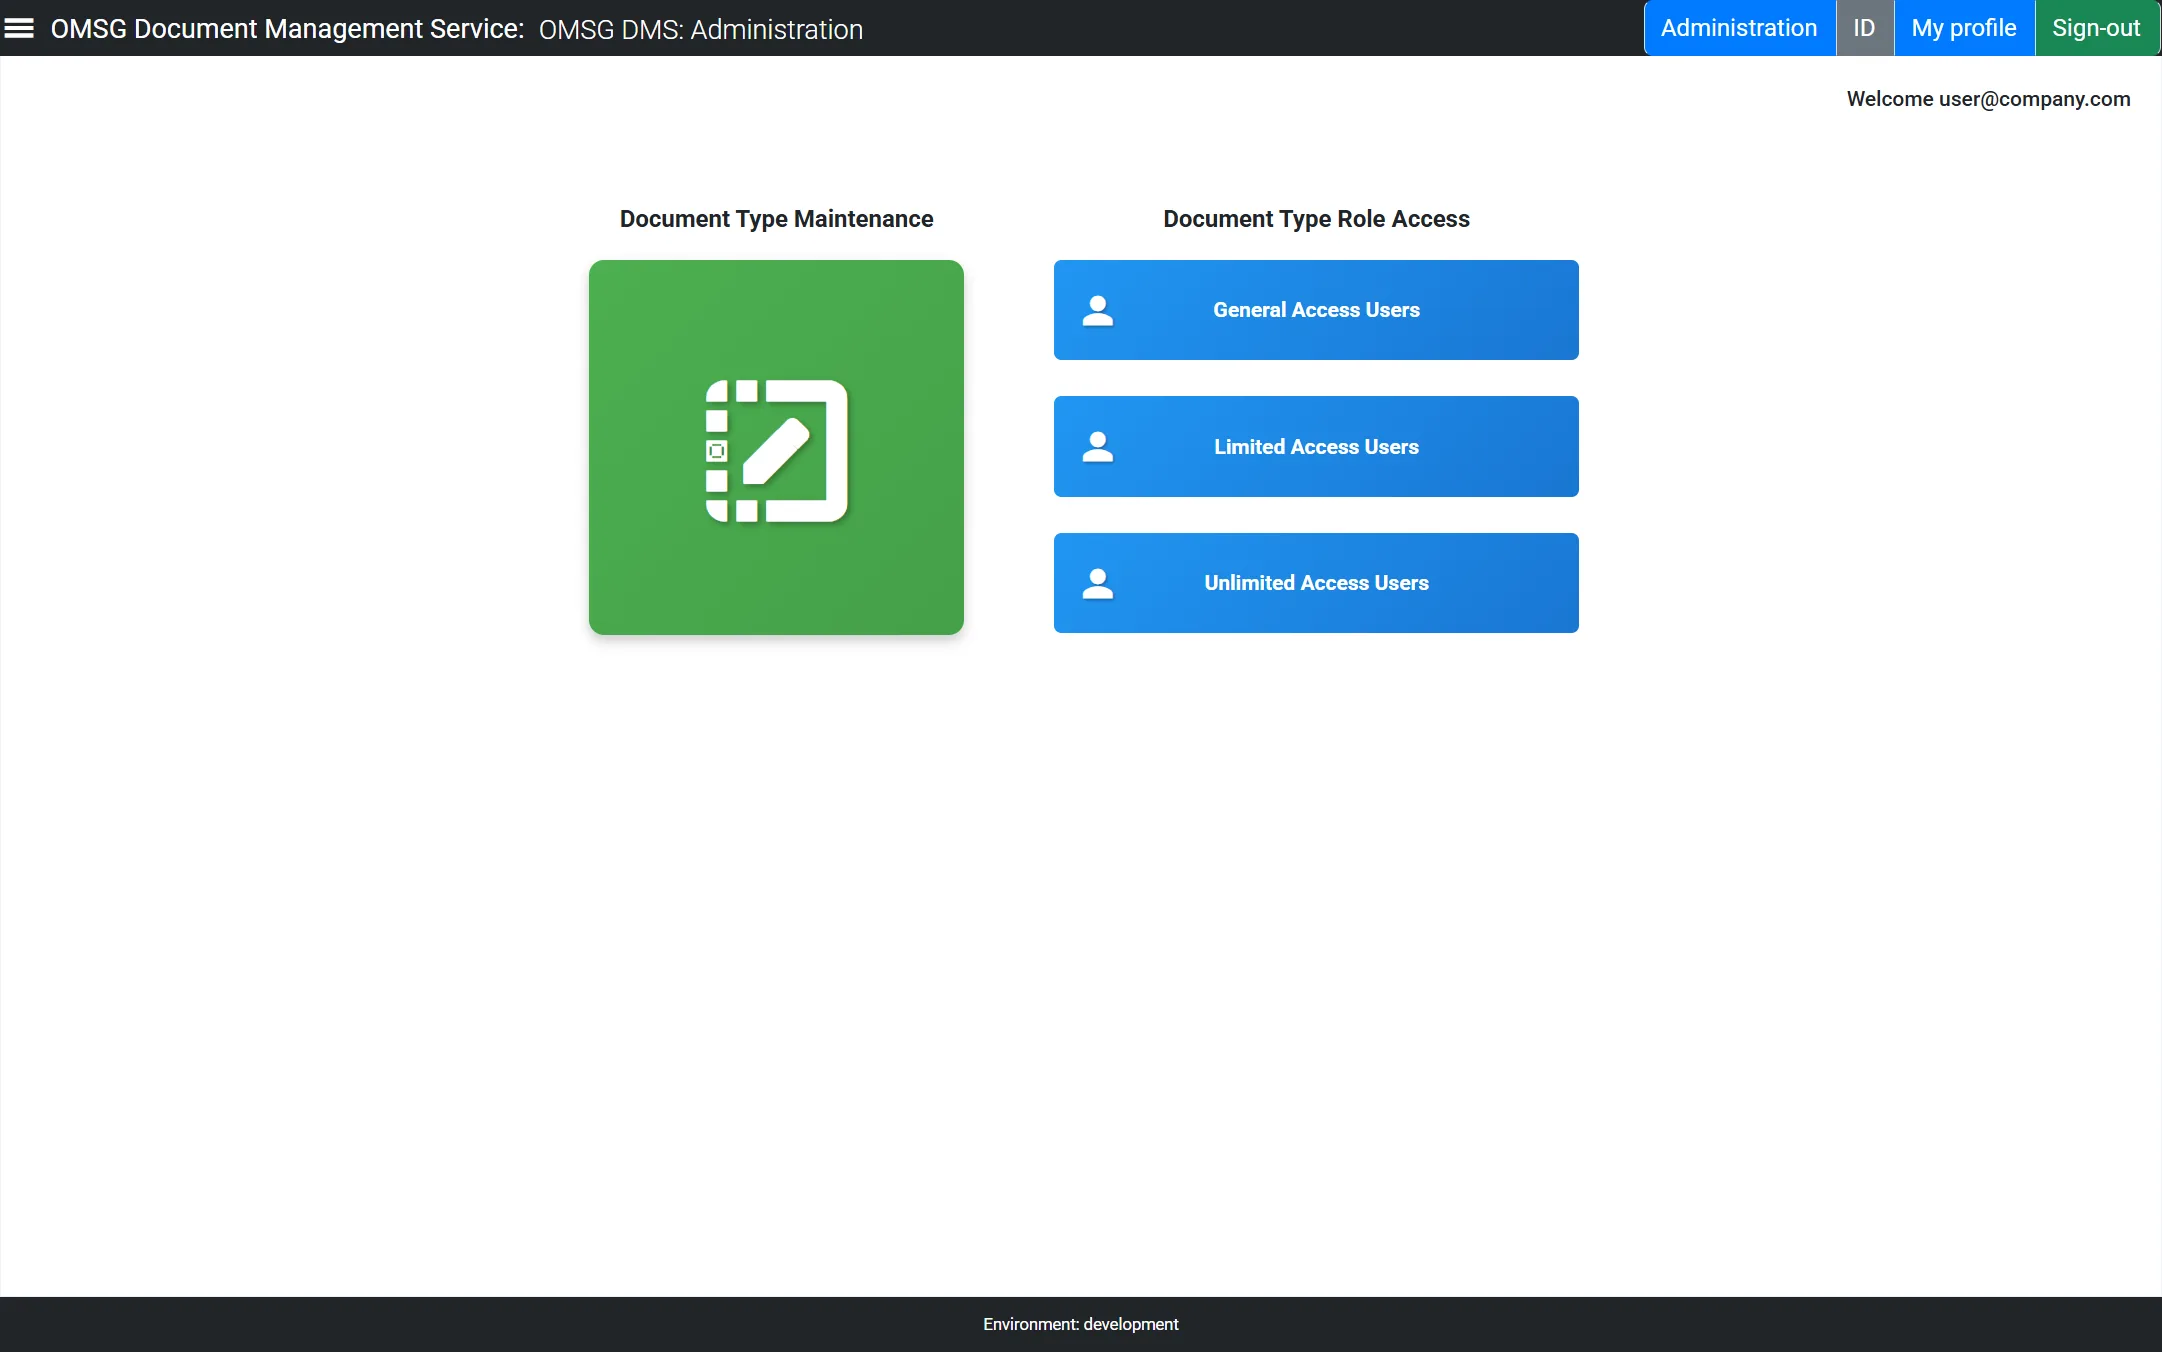 OMSG Document Management Service: OMSG DMS: Administration
Administration ID My profile Sign-out
Welcome user@company.com
Document Type Maintenance
Document Type Role Access
General Access Users
Limited Access Users
Unlimited Access Users
Environment: development